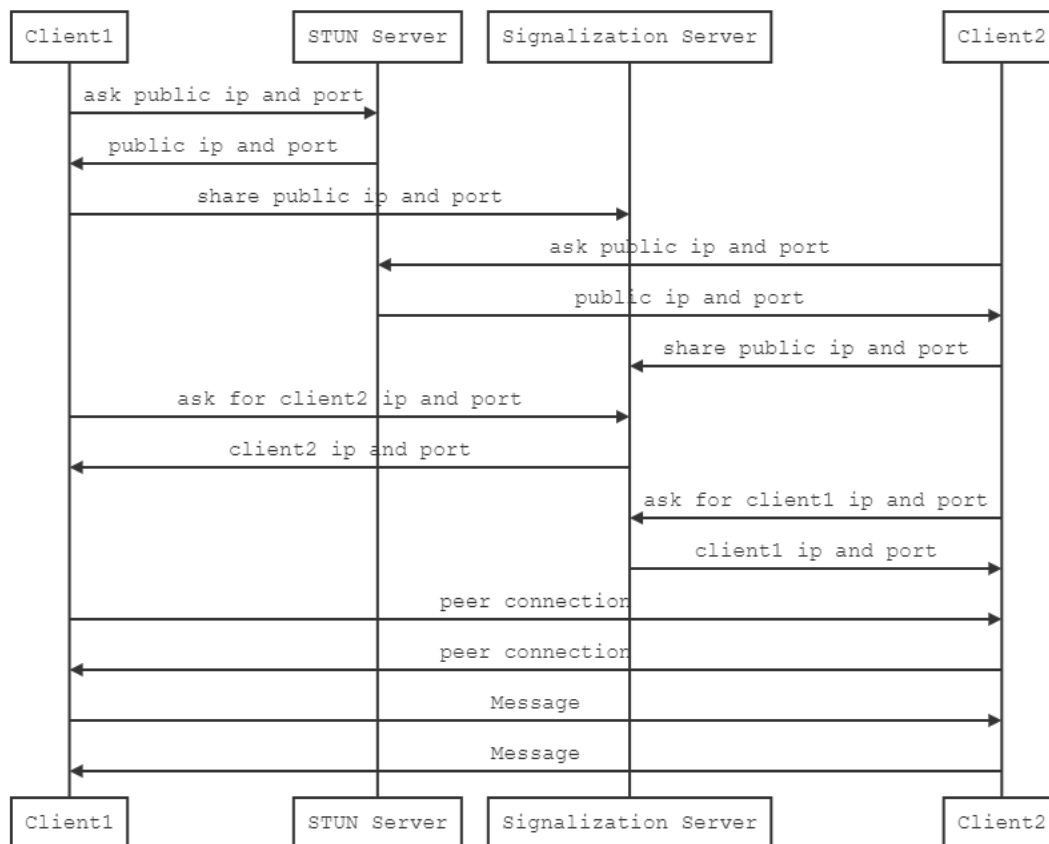 Client1
STUN Server
Signalization Server
Client2
ask public ip and port
public ip and port
share public ip and port
ask public ip and port
public ip and port
share public ip and port
ask for client2 ip and port
client2 ip and port
ask for client1 ip and port
client1 ip and port
peer connection
peer connection
Message
Message
Client1
STUN Server
Signalization Server
Client2